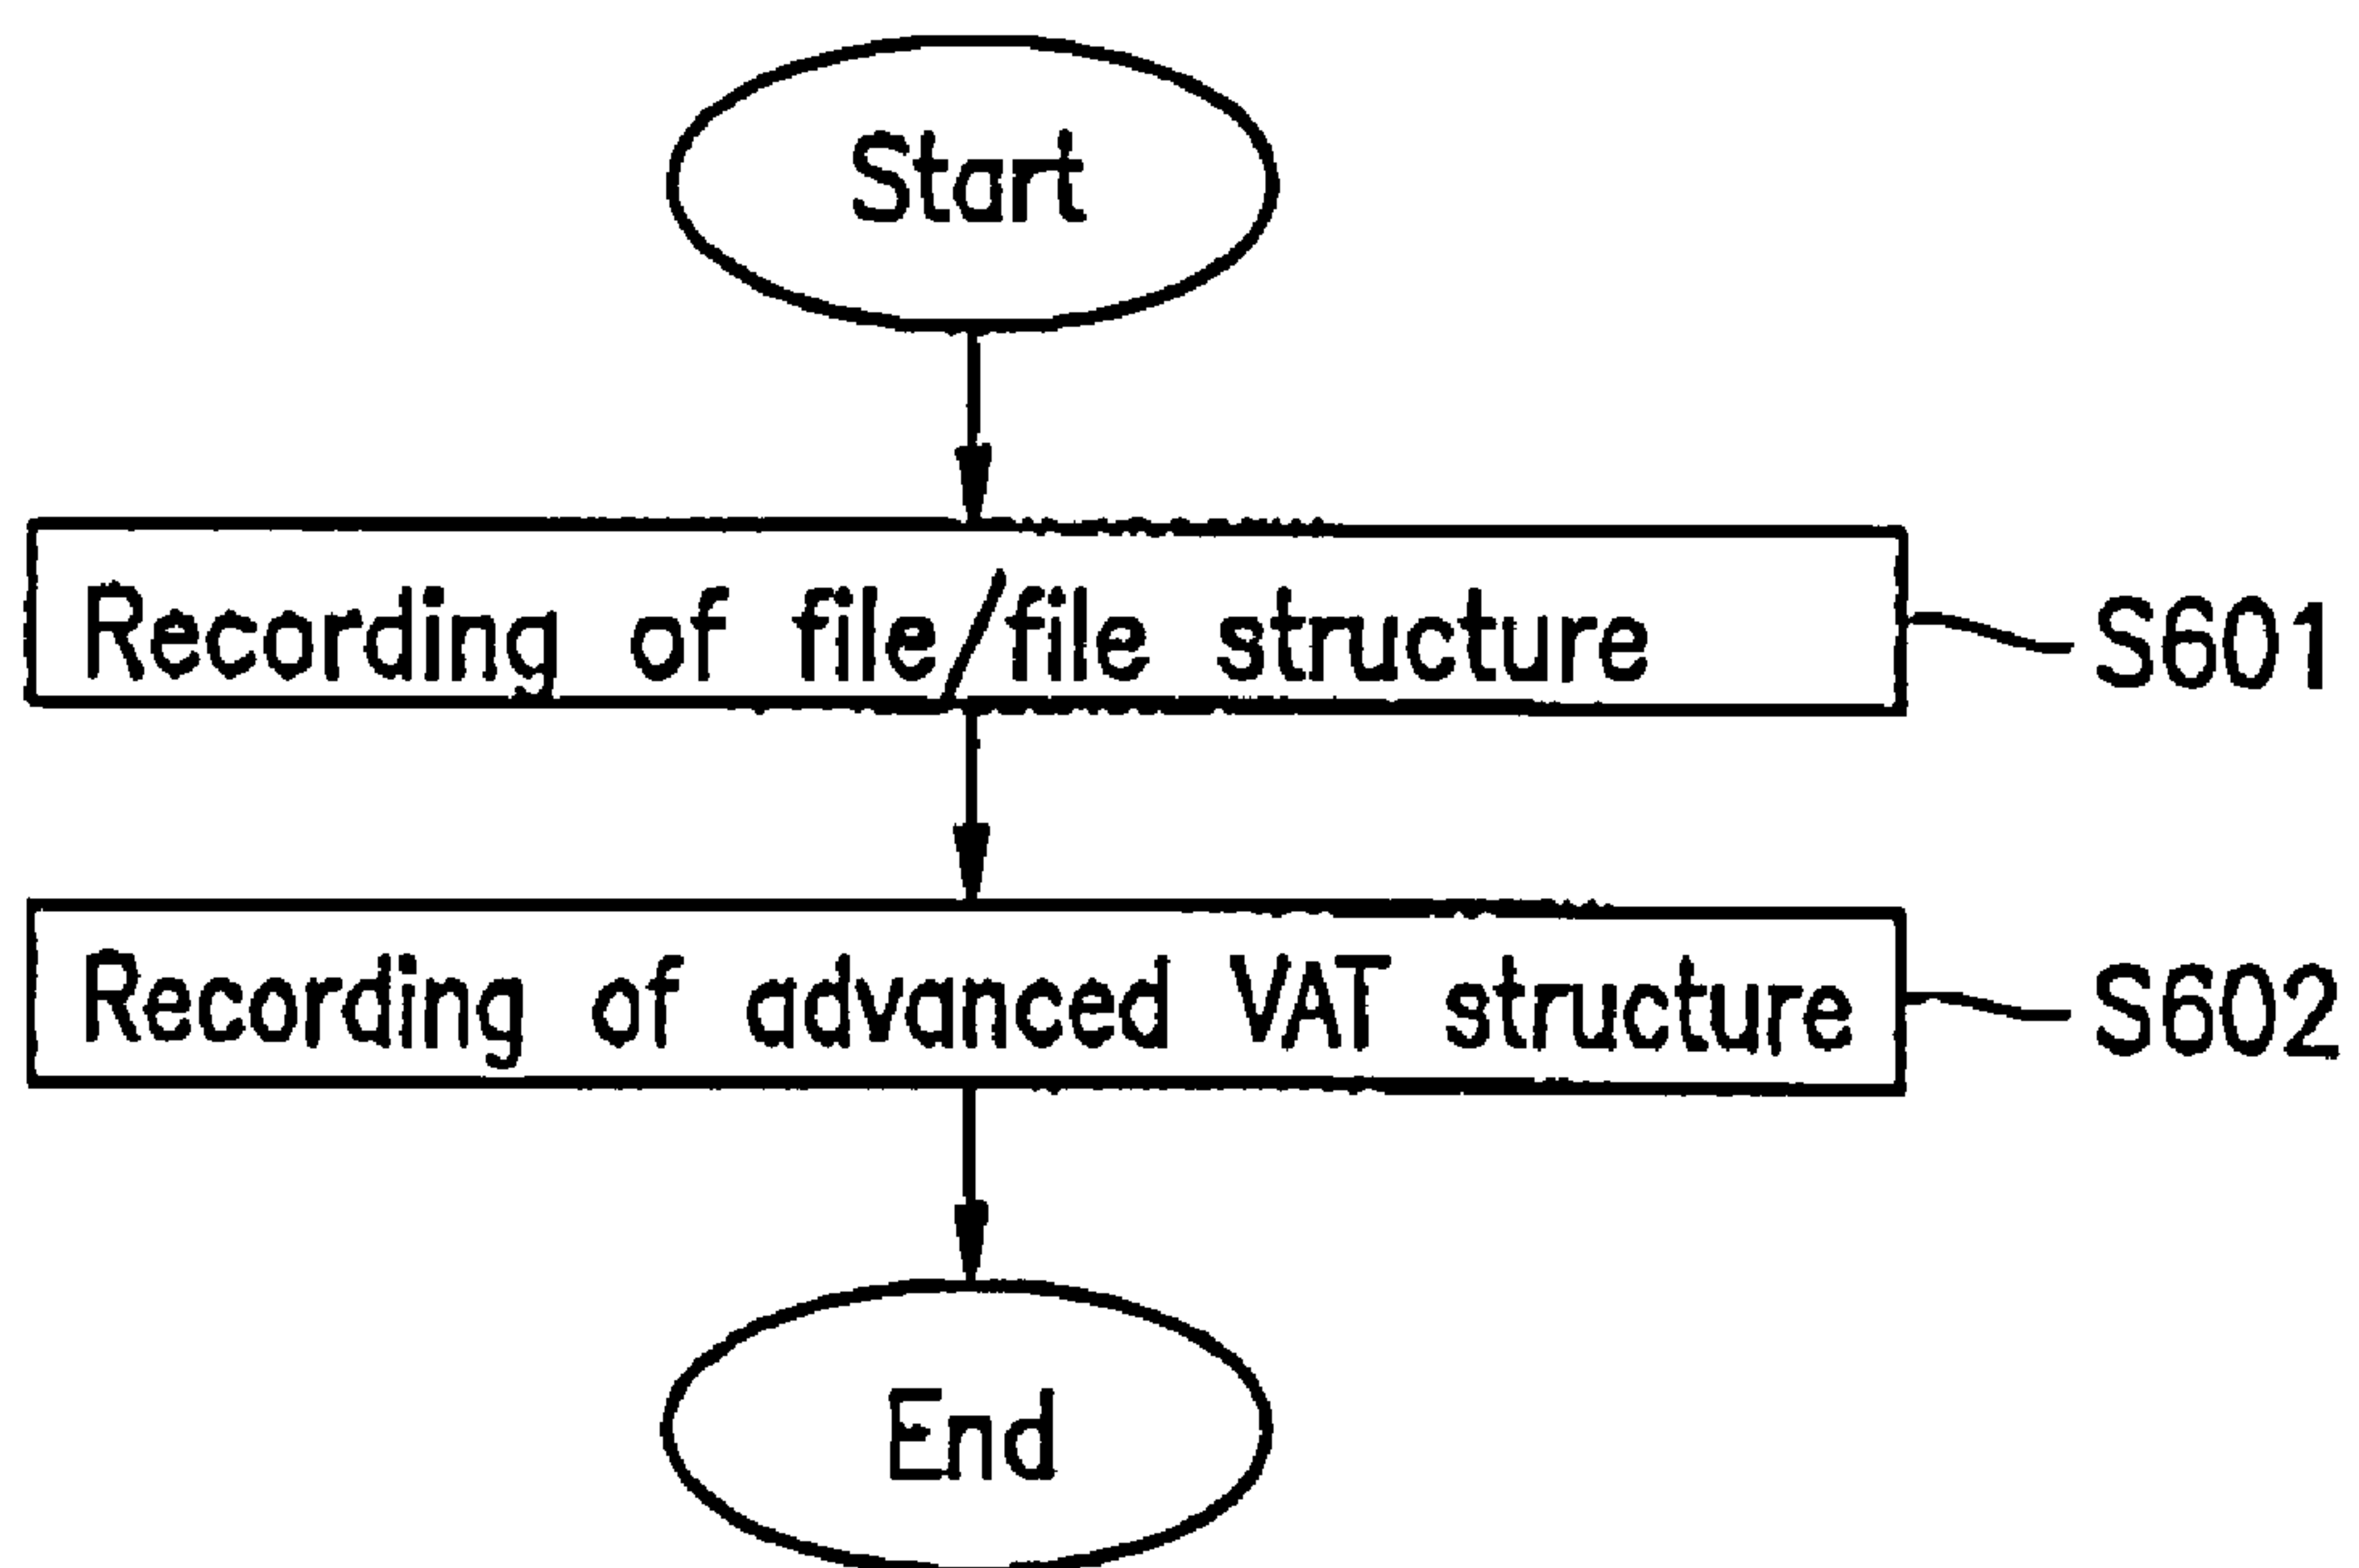 Start
Recording of file/file structure
S601
Recording of advanced VAT structure
S602
End